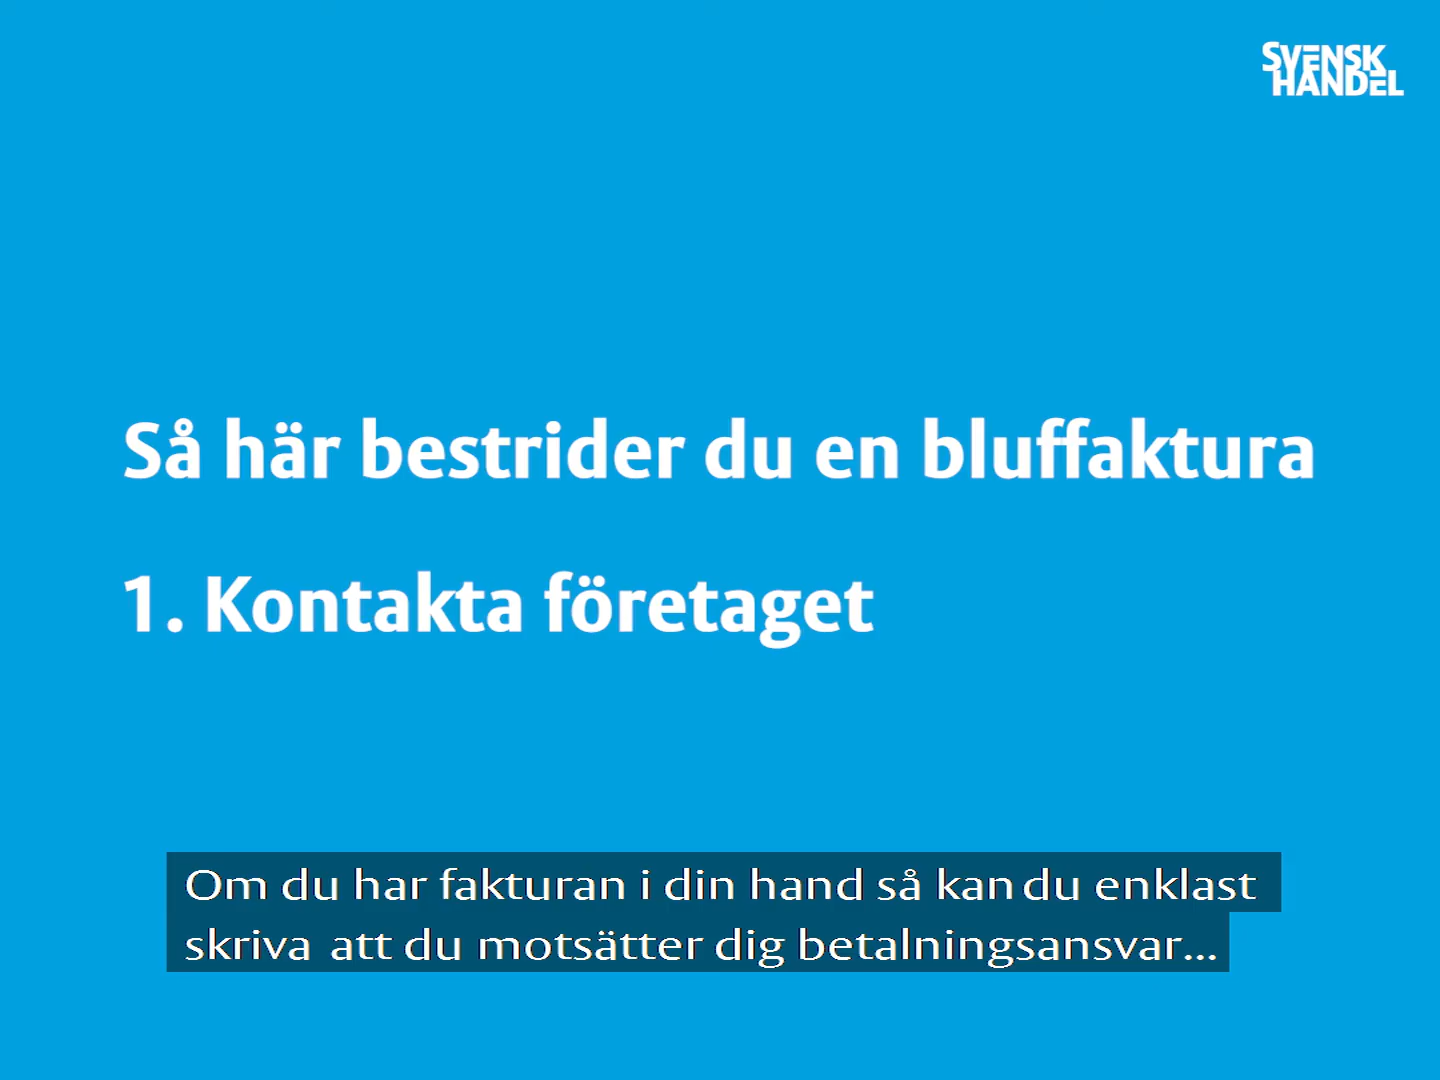 SVENSK
HANDEL
Så här bestrider du en bluffaktura
1. Kontakta företaget
Om du har fakturan i din hand så kan du enklast
skriva att du motsätter dig betalningsansvar...